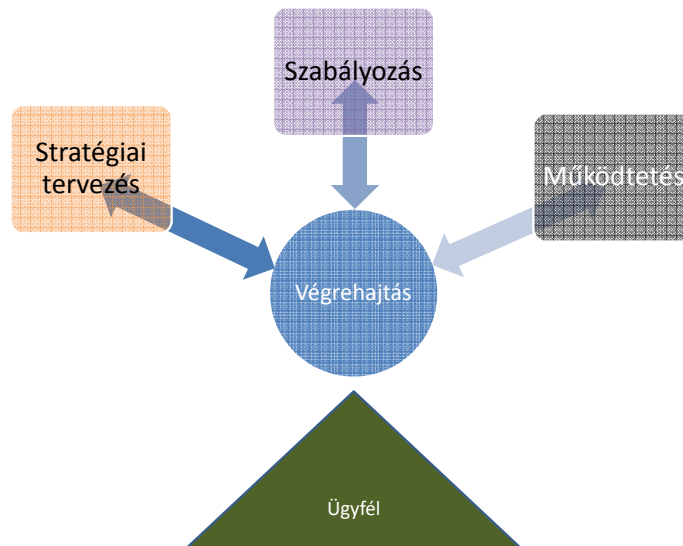 Szabályozás
Stratégiai
tervezés
Működtetés
Végrehajtás
Ügyfél